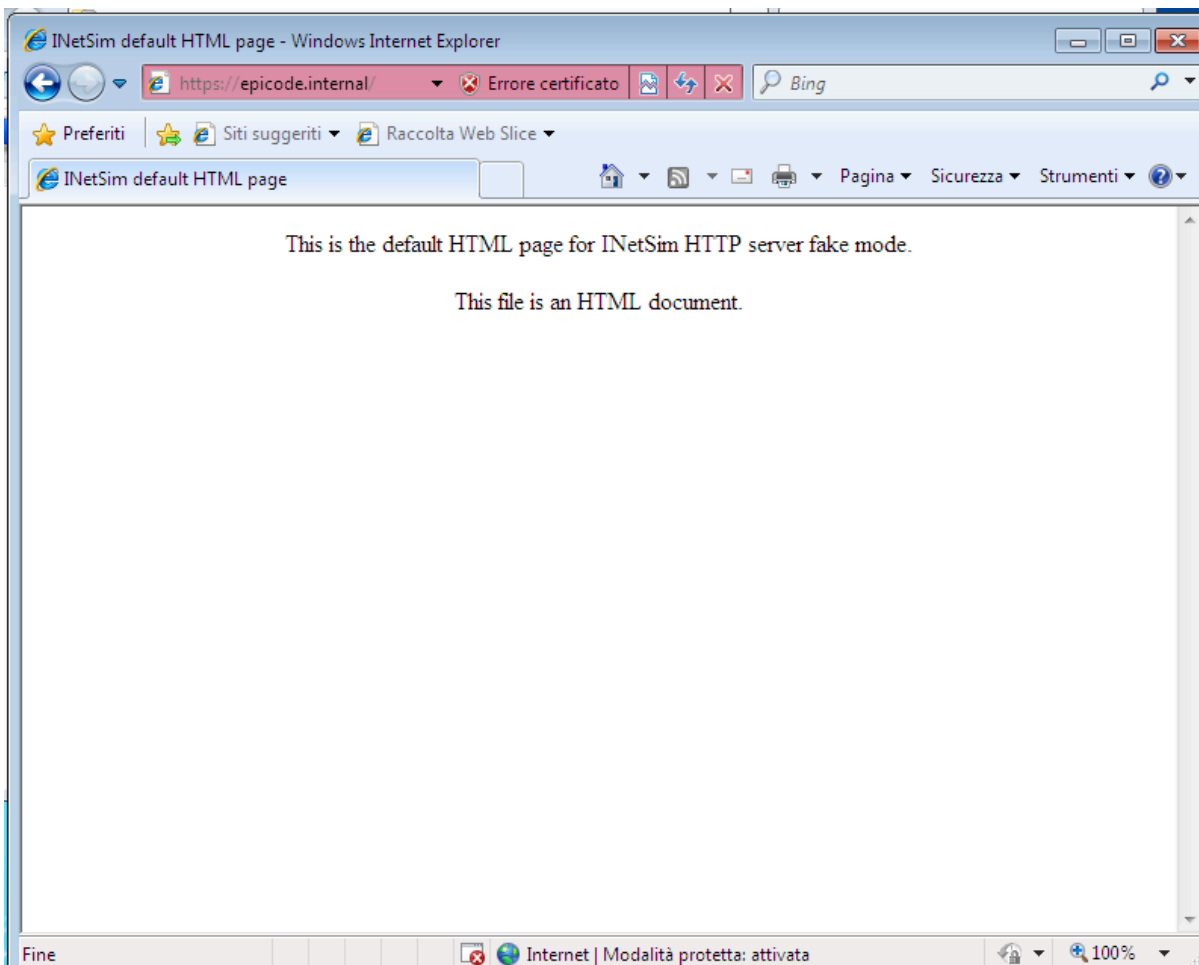 INetSim default HTML page - Windows Internet Explorer
https://epicode.internal/ Errore certificato Bing
Preferiti Siti suggeriti Raccolta Web Slice
INetSim default HTML page Pagina Sicurezza Strumenti
This is the default HTML page for INetSim HTTP server fake mode.
This file is an HTML document.
Fine Internet | Modalità protetta: attivata 100%